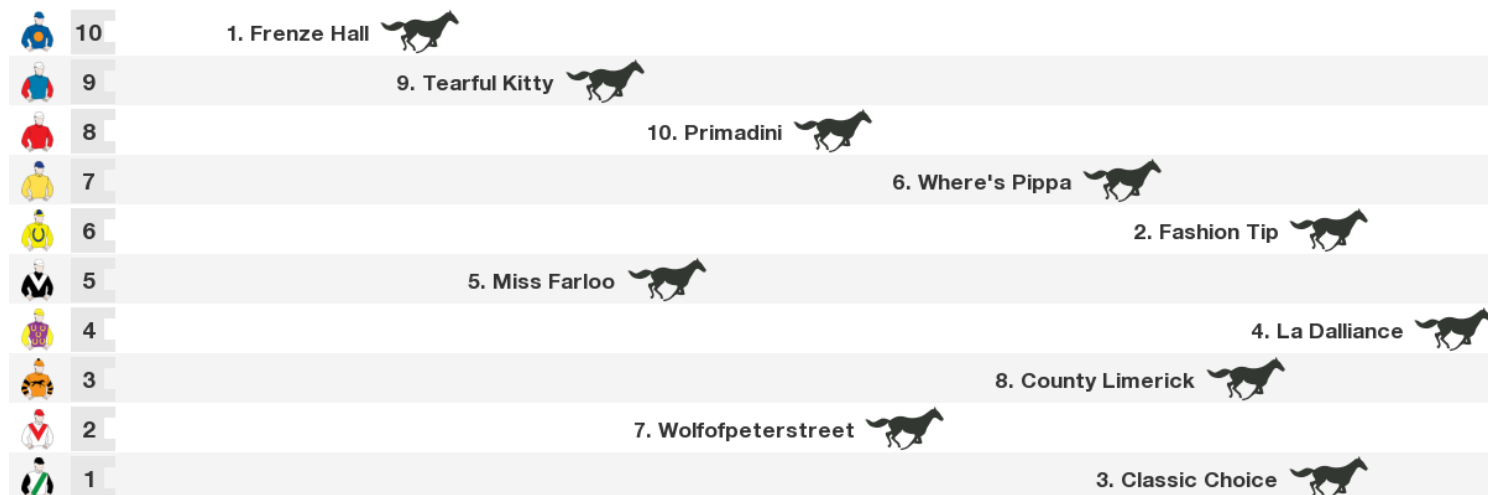 10 1. Frenze Hall
9 9. Tearful Kitty
8 10. Primadini
7 6. Where's Pippa
6 2. Fashion Tip
5 5. Miss Farloo
4 4. La Dalliance
3 8. County Limerick
2 7. Wolfofpeterstreet
1 3. Classic Choice